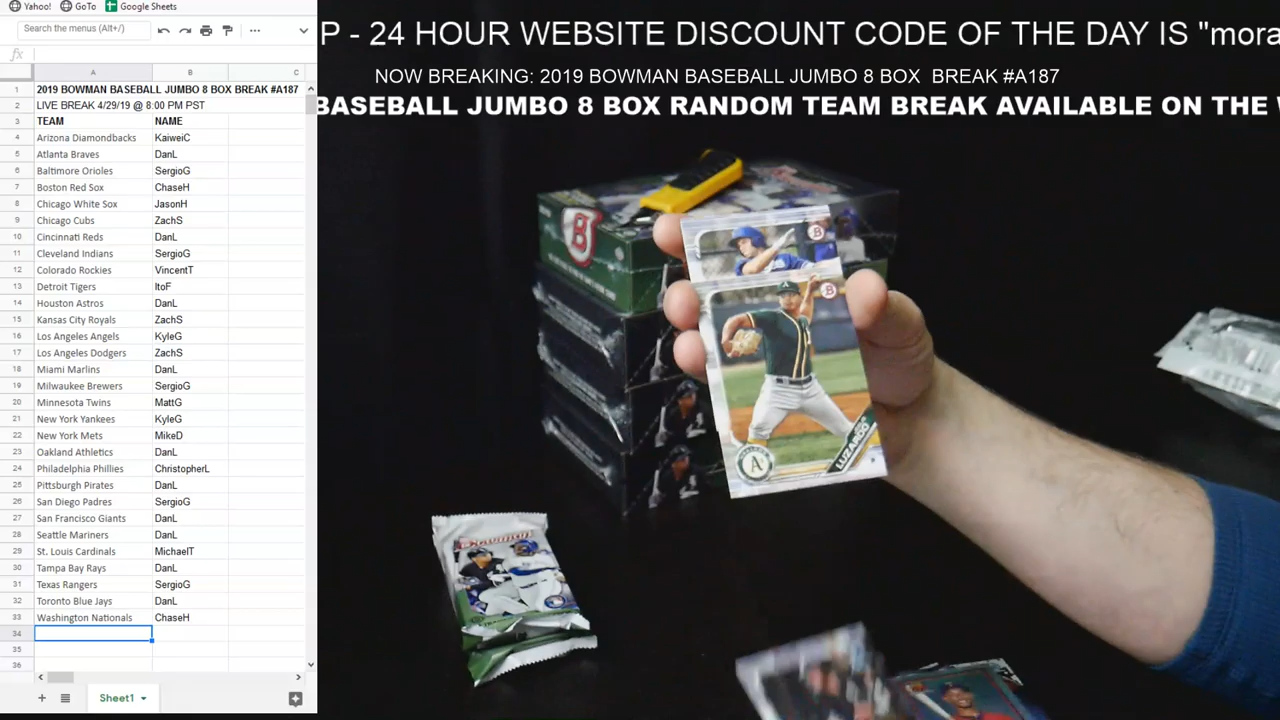 Yahoo! GoTo Google Sheets
Search the menus (Alt+/)
fx
A B C
1 2019 BOWMAN BASEBALL JUMBO 8 BOX BREAK #A187
2 LIVE BREAK 4/29/19 @ 8:00 PM PST
3 TEAM NAME
4 Arizona Diamondbacks KaiweiC
5 Atlanta Braves DanL
6 Baltimore Orioles SergioG
7 Boston Red Sox ChaseH
8 Chicago White Sox JasonH
9 Chicago Cubs ZachS
10 Cincinnati Reds DanL
11 Cleveland Indians SergioG
12 Colorado Rockies VincentT
13 Detroit Tigers ItoF
14 Houston Astros DanL
15 Kansas City Royals ZachS
16 Los Angeles Angels KyleG
17 Los Angeles Dodgers ZachS
18 Miami Marlins DanL
19 Milwaukee Brewers SergioG
20 Minnesota Twins MattG
21 New York Yankees KyleG
22 New York Mets MikeD
23 Oakland Athletics DanL
24 Philadelphia Phillies ChristopherL
25 Pittsburgh Pirates DanL
26 San Diego Padres SergioG
27 San Francisco Giants DanL
28 Seattle Mariners DanL
29 St. Louis Cardinals MichaelT
30 Tampa Bay Rays DanL
31 Texas Rangers SergioG
32 Toronto Blue Jays DanL
33 Washington Nationals ChaseH
34
35
36
Sheet1
P - 24 HOUR WEBSITE DISCOUNT CODE OF THE DAY IS "mora
NOW BREAKING: 2019 BOWMAN BASEBALL JUMBO 8 BOX BREAK #A187
BASEBALL JUMBO 8 BOX RANDOM TEAM BREAK AVAILABLE ON THE
B
B
B
LUZARDO
A
BOWMAN